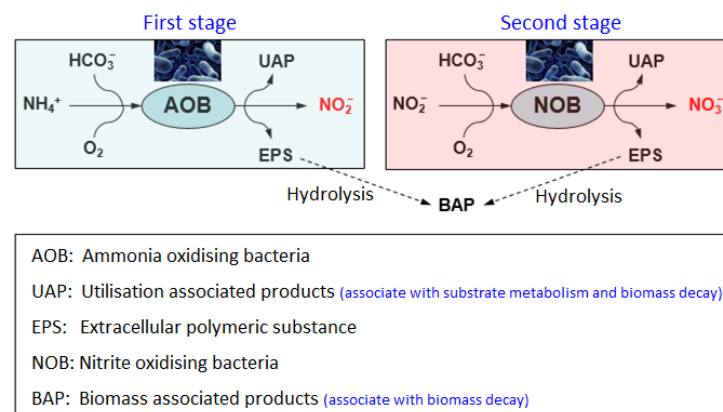 First stage
Second stage
HCO₃⁻
UAP
NH₄⁺
AOB
NO₂⁻
O₂
EPS
HCO₃⁻
UAP
NO₂⁻
NOB
NO₃⁻
O₂
EPS
Hydrolysis
BAP
Hydrolysis
AOB: Ammonia oxidising bacteria
UAP: Utilisation associated products (associate with substrate metabolism and biomass decay)
EPS: Extracellular polymeric substance
NOB: Nitrite oxidising bacteria
BAP: Biomass associated products (associate with biomass decay)